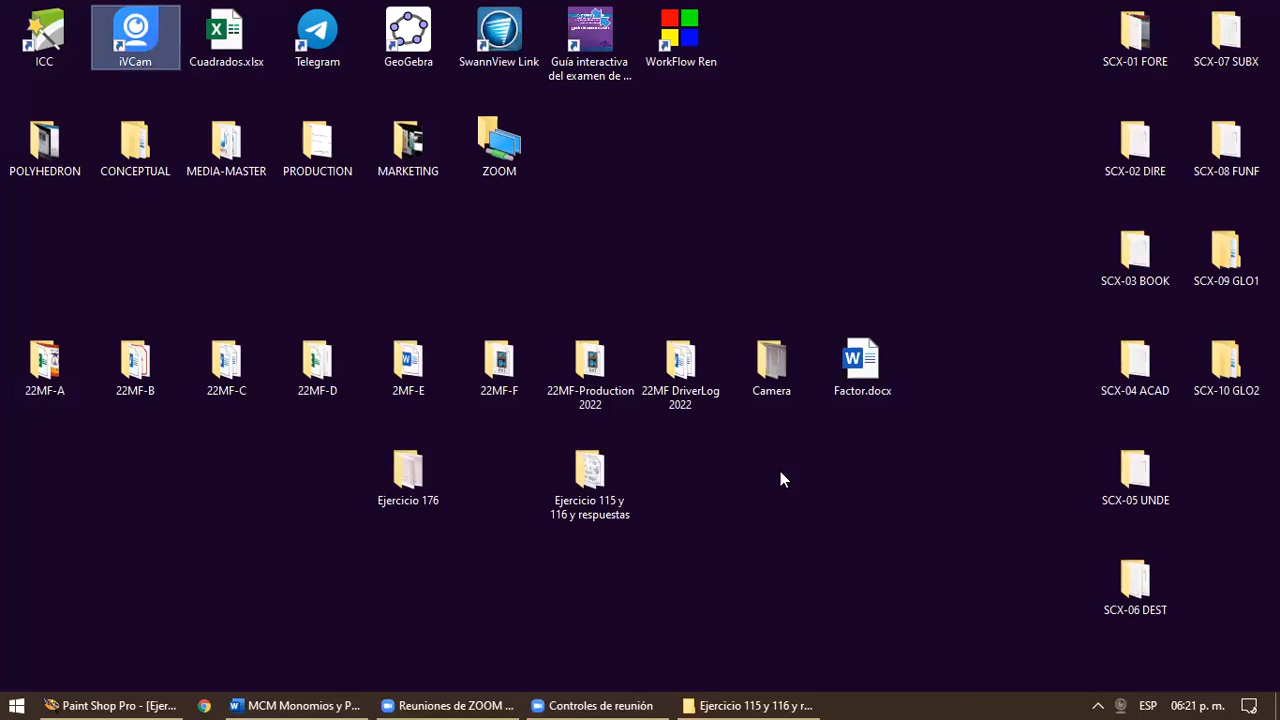 ICC
iVCam
Cuadrados.xlsx
Telegram
GeoGebra
SwannView Link
Guía interactiva
del examen de ...
WorkFlow Ren
SCX-01 FORE
SCX-07 SUBX
POLYHEDRON
CONCEPTUAL
MEDIA-MASTER
PRODUCTION
MARKETING
ZOOM
SCX-02 DIRE
SCX-08 FUNF
SCX-03 BOOK
SCX-09 GLO1
22MF-A
22MF-B
22MF-C
22MF-D
2MF-E
22MF-F
22MF-Production
2022
22MF DriverLog
2022
Camera
Factor.docx
SCX-04 ACAD
SCX-10 GLO2
Ejercicio 176
Ejercicio 115 y
116 y respuestas
SCX-05 UNDE
SCX-06 DEST
Paint Shop Pro - [Ejer...
MCM Monomios y P...
Reuniones de ZOOM ...
Controles de reunión
Ejercicio 115 y 116 y r...
ESP
06:21 p. m.